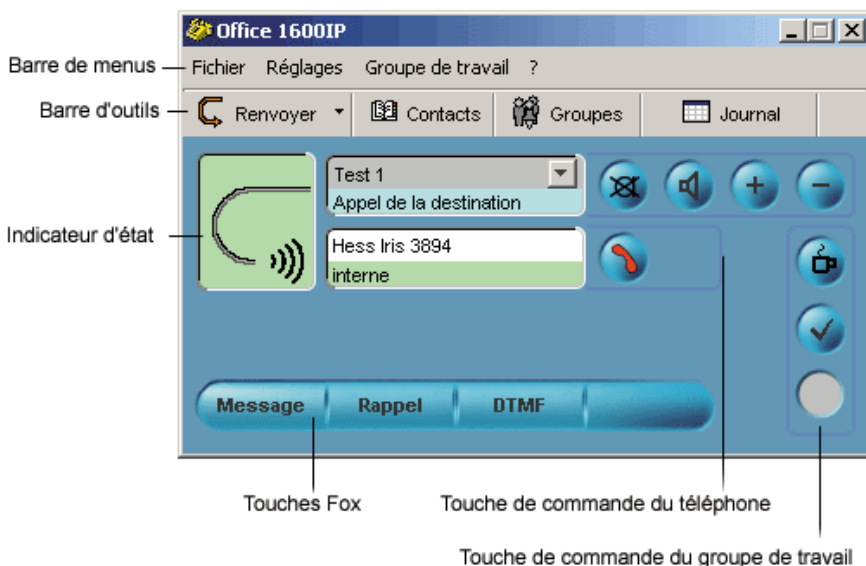 Office 1600IP
Barre de menus
Fichier Réglages Groupe de travail ?
Barre d'outils
Renvoyer Contacts Groupes Journal
Test 1
Appel de la destination
Indicateur d'état
Hess Iris 3894
interne
Message Rappel DTMF
Touches Fox
Touche de commande du téléphone
Touche de commande du groupe de travail